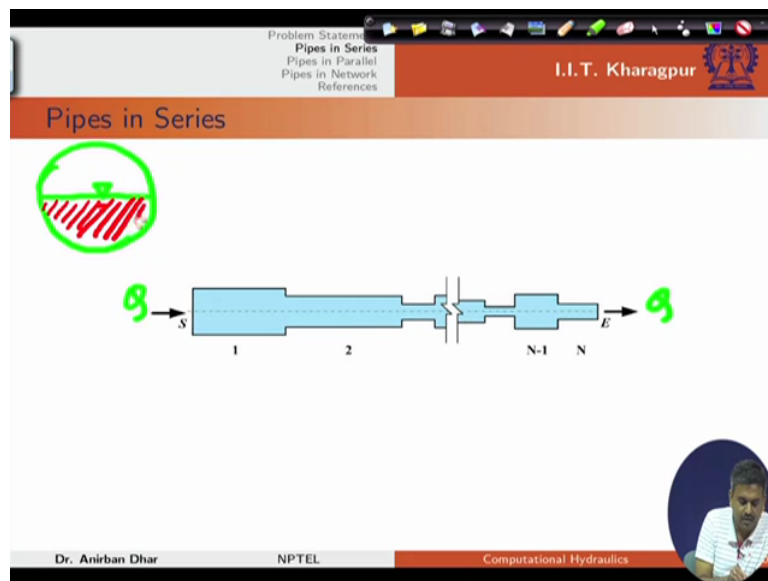 Problem Stateme
Pipes in Series
Pipes in Parallel
Pipes in Network
References
I.I.T. Kharagpur
Pipes in Series
Q
S
E
Q
1
2
N-1
N
Dr. Anirban Dhar
NPTEL
Computational Hydraulics